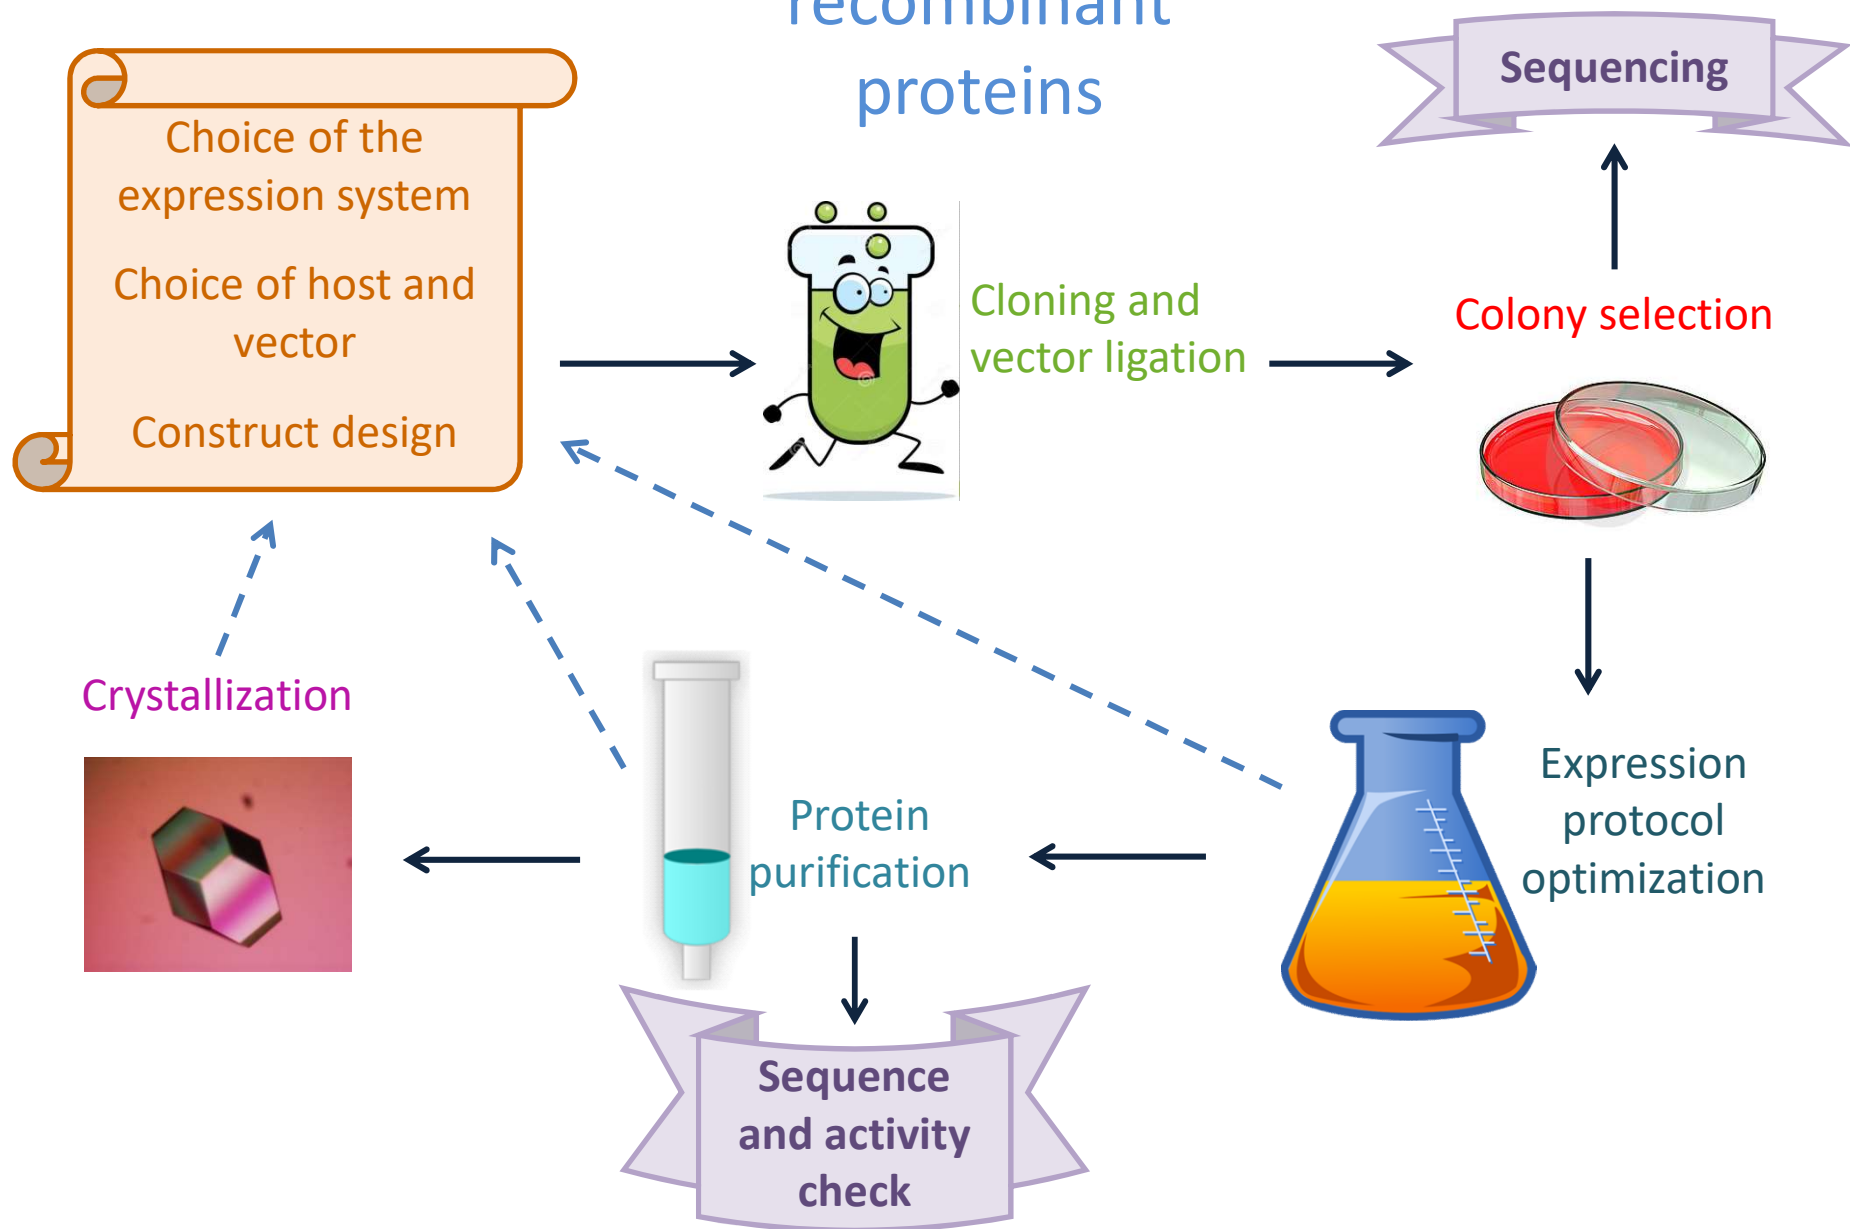 recombinant
proteins
Sequencing
Choice of the
expression system
Choice of host and
vector
Construct design
Cloning and
vector ligation
Colony selection
Crystallization
Protein
purification
Expression
protocol
optimization
Sequence
and activity
check